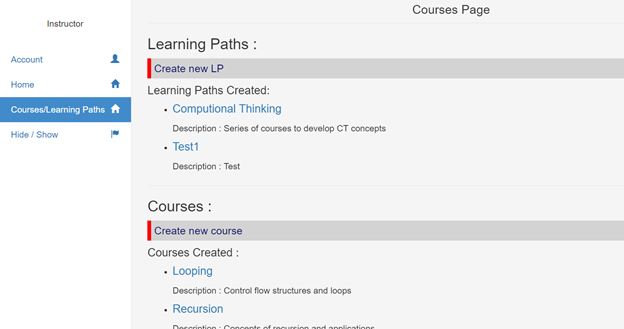 Instructor
Account
Home
Courses/Learning Paths
Hide / Show
Courses Page
Learning Paths :
Create new LP
Learning Paths Created:
Computional Thinking
Description : Series of courses to develop CT concepts
Test1
Description : Test
Courses :
Create new course
Courses Created :
Looping
Description : Control flow structures and loops
Recursion
Description : Concepts of recursion and applications